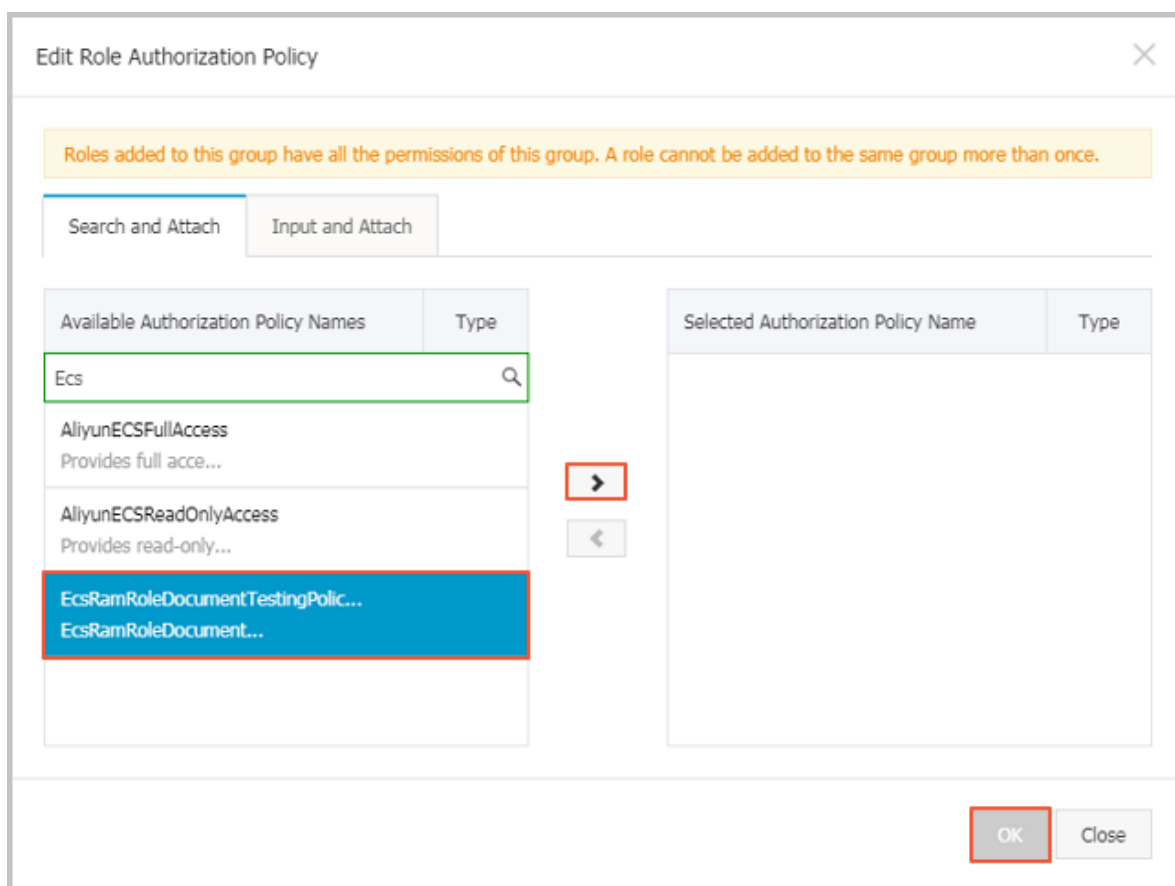 Edit Role Authorization Policy
Roles added to this group have all the permissions of this group. A role cannot be added to the same group more than once.
Search and Attach
Input and Attach
Available Authorization Policy Names
Type
Ecs
AliyunECSFullAccess
Provides full acce...
AliyunECSReadOnlyAccess
Provides read-only...
EcsRamRoleDocumentTestingPolic...
EcsRamRoleDocument...
Selected Authorization Policy Name
Type
OK
Close